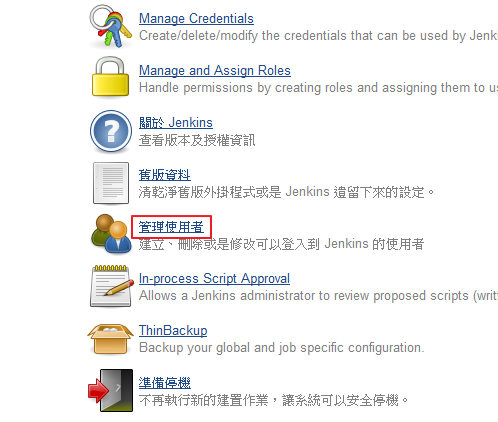 Manage Credentials
Create/delete/modify the credentials that can be used by Jenk
Manage and Assign Roles
Handle permissions by creating roles and assigning them to us
關於 Jenkins
查看版本及授權資訊
舊版資料
清乾淨舊版外掛程式或是 Jenkins 遺留下來的設定。
管理使用者
建立、刪除或是修改可以登入到 Jenkins 的使用者
In-process Script Approval
Allows a Jenkins administrator to review proposed scripts (writt
ThinBackup
Backup your global and job specific configuration.
準備停機
不再執行新的建置作業，讓系統可以安全停機。